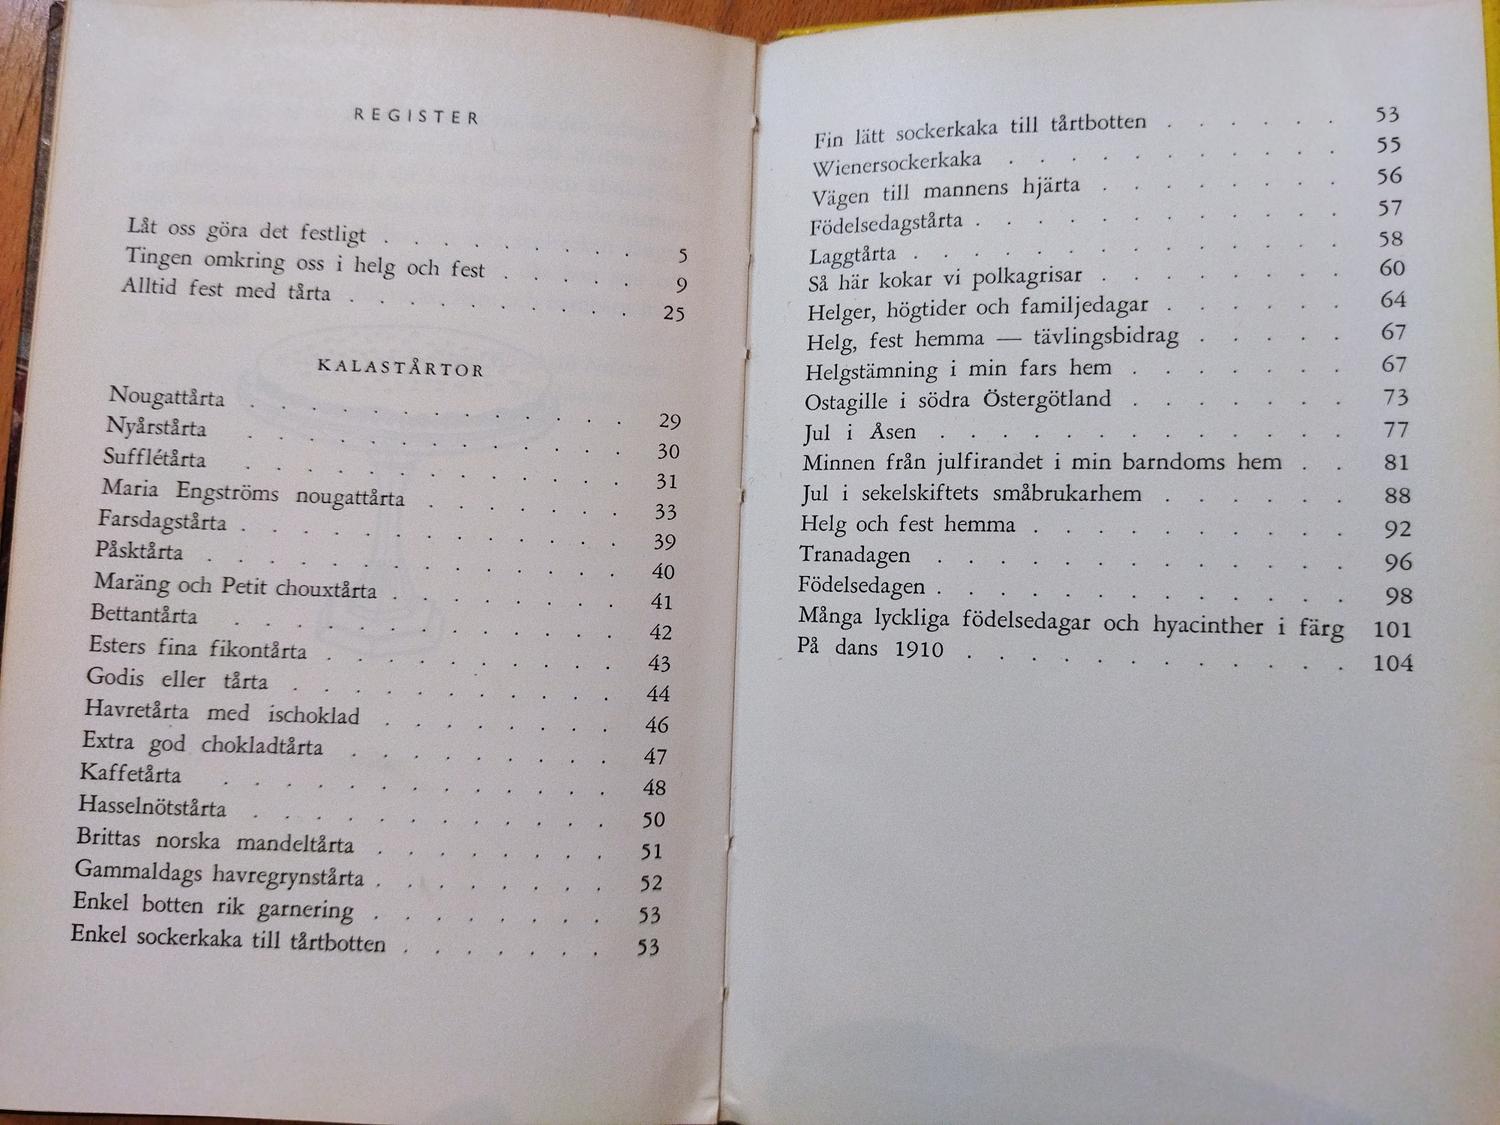 REGISTER
Låt oss göra det festligt . . . . . . . . . 5
Tingen omkring oss i helg och fest . . . . . 9
Alltid fest med tårta . . . . . . . . . . 25
KALASTÅRTOR
Nougattårta . . . . . . . . . . . . . 29
Nyårstårta . . . . . . . . . . . . . 30
Sufflétårta . . . . . . . . . . . . . 31
Maria Engströms nougattårta . . . . . . . 33
Farsdagstårta . . . . . . . . . . . . . 39
Påsktårta . . . . . . . . . . . . . . 40
Maräng och Petit chouxtårta . . . . . . . . 41
Bettantårta . . . . . . . . . . . . . 42
Esters fina fikontårta . . . . . . . . . . 43
Godis eller tårta . . . . . . . . . . . 44
Havretårta med ischoklad . . . . . . . . 46
Extra god chokladtårta . . . . . . . . . 47
Kaffetårta . . . . . . . . . . . . . 48
Hasselnötstårta . . . . . . . . . . . . 50
Brittas norska mandeltårta . . . . . . . . 51
Gammaldags havregrynstårta . . . . . . . . 52
Enkel botten rik garnering . . . . . . . . 53
Enkel sockerkaka till tårtbotten . . . . . . . 53
Fin lätt sockerkaka till tårtbotten . . . . . . 53
Wienersockerkaka . . . . . . . . . . . 55
Vägen till mannens hjärta . . . . . . . . 56
Födelsedagstårta . . . . . . . . . . . . 57
Laggtårta . . . . . . . . . . . . . . 58
Så här kokar vi polkagrisar . . . . . . . . 60
Helger, högtider och familjedagar . . . . . . 64
Helg, fest hemma — tävlingsbidrag . . . . . 67
Helgstämning i min fars hem . . . . . . . 67
Ostagille i södra Östergötland . . . . . . . 73
Jul i Åsen . . . . . . . . . . . . . 77
Minnen från julfirandet i min barndoms hem . . 81
Jul i sekelskiftets småbrukarhem . . . . . . 88
Helg och fest hemma . . . . . . . . . . 92
Tranadagen . . . . . . . . . . . . . 96
Födelsedagen . . . . . . . . . . . . . 98
Många lyckliga födelsedagar och hyacinther i färg 101
På dans 1910 . . . . . . . . . . . . 104